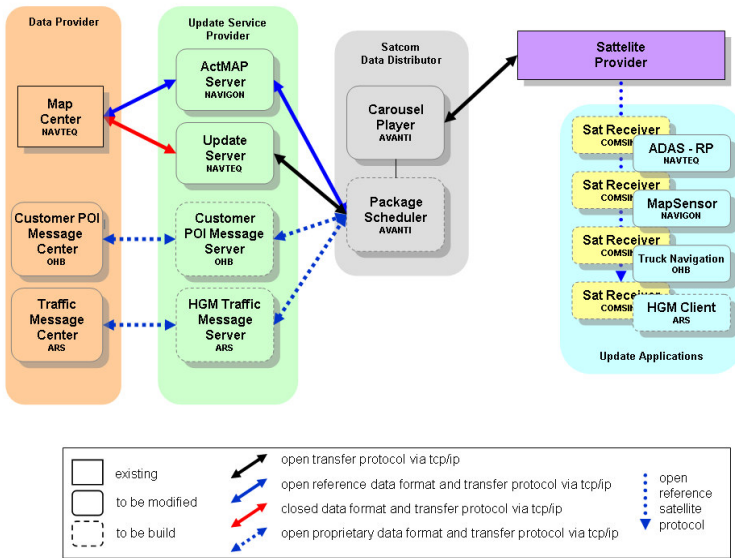 Data Provider
Update Service
Provider
Satcom
Data Distributor
Sattelite
Provider
Map
Center
NAVTEQ
ActMAP
Server
NAVIGON
Update
Server
NAVTEQ
Carousel
Player
AVANTI
Package
Scheduler
AVANTI
Customer POI
Message
Center
OHB
Customer
POI Message
Server
OHB
Traffic
Message
Center
ARS
HGM Traffic
Message
Server
ARS
Sat Receiver
COMSIN
ADAS - RP
NAVTEQ
Sat Receiver
COMSIN
MapSensor
NAVIGON
Sat Receiver
COMSIN
Truck Navigation
OHB
Sat Receiver
COMSIN
HGM Client
ARS
Update Applications
existing
to be modified
to be build
open transfer protocol via tcp/ip
open reference data format and transfer protocol via tcp/ip
closed data format and transfer protocol via tcp/ip
open proprietary data format and transfer protocol via tcp/ip
open
reference
satellite
protocol